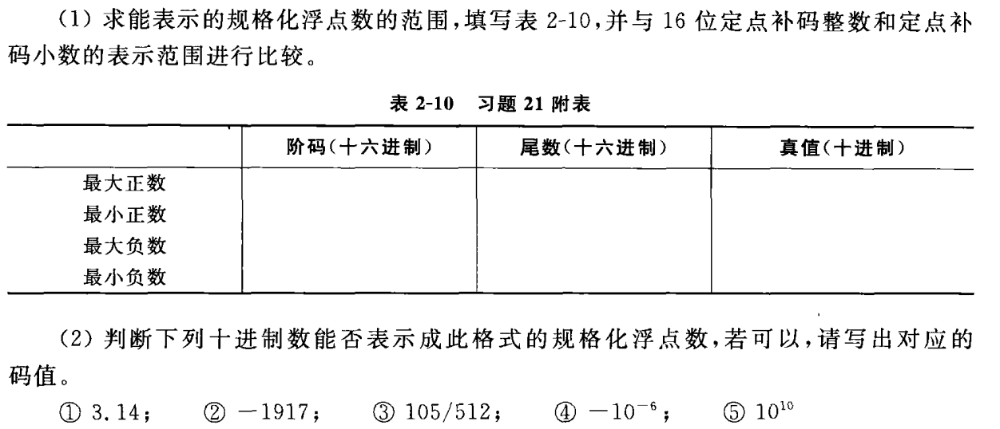 (1) 求能表示的规格化浮点数的范围,填写表 2-10,并与 16 位定点补码整数和定点补
码小数的表示范围进行比较。
表 2-10 习题 21 附表
阶码(十六进制) 尾数(十六进制) 真值(十进制)
最大正数
最小正数
最大负数
最小负数
(2) 判断下列十进制数能否表示成此格式的规格化浮点数,若可以,请写出对应的
码值。
① 3.14; ② −1917; ③ 105/512; ④ −10⁻⁶; ⑤ 10¹⁰